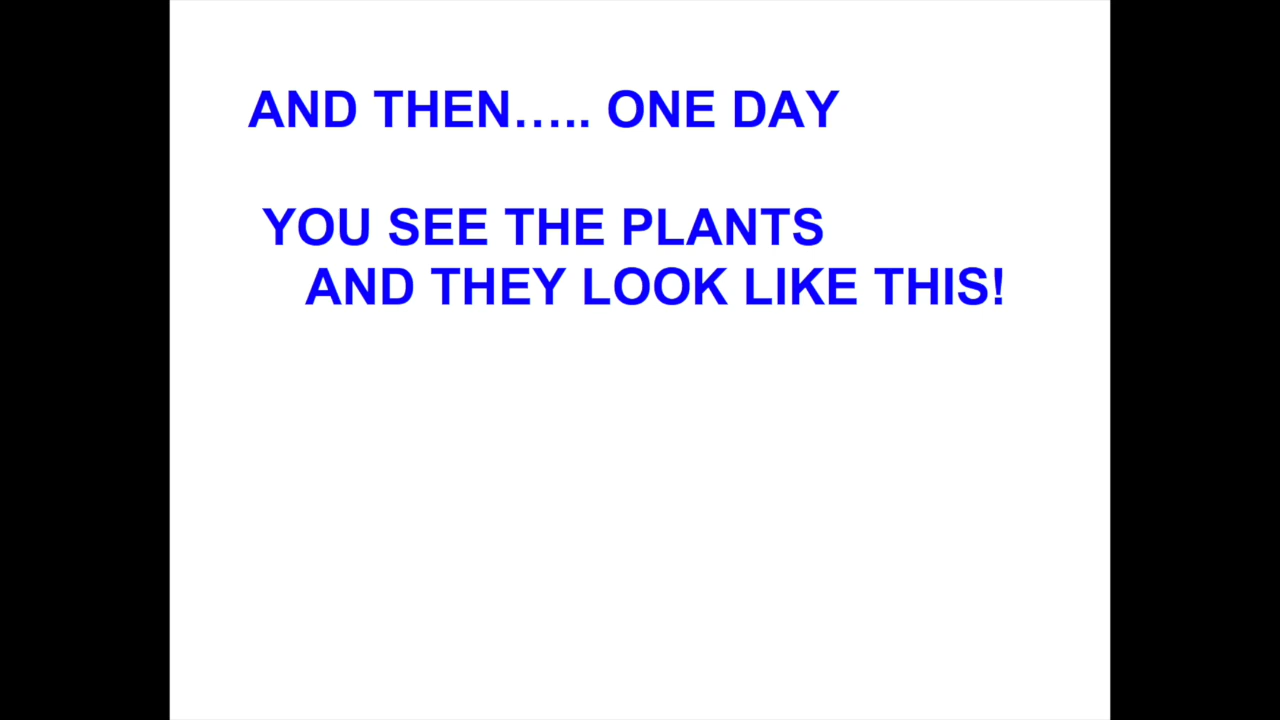 AND THEN….. ONE DAY
YOU SEE THE PLANTS
AND THEY LOOK LIKE THIS!